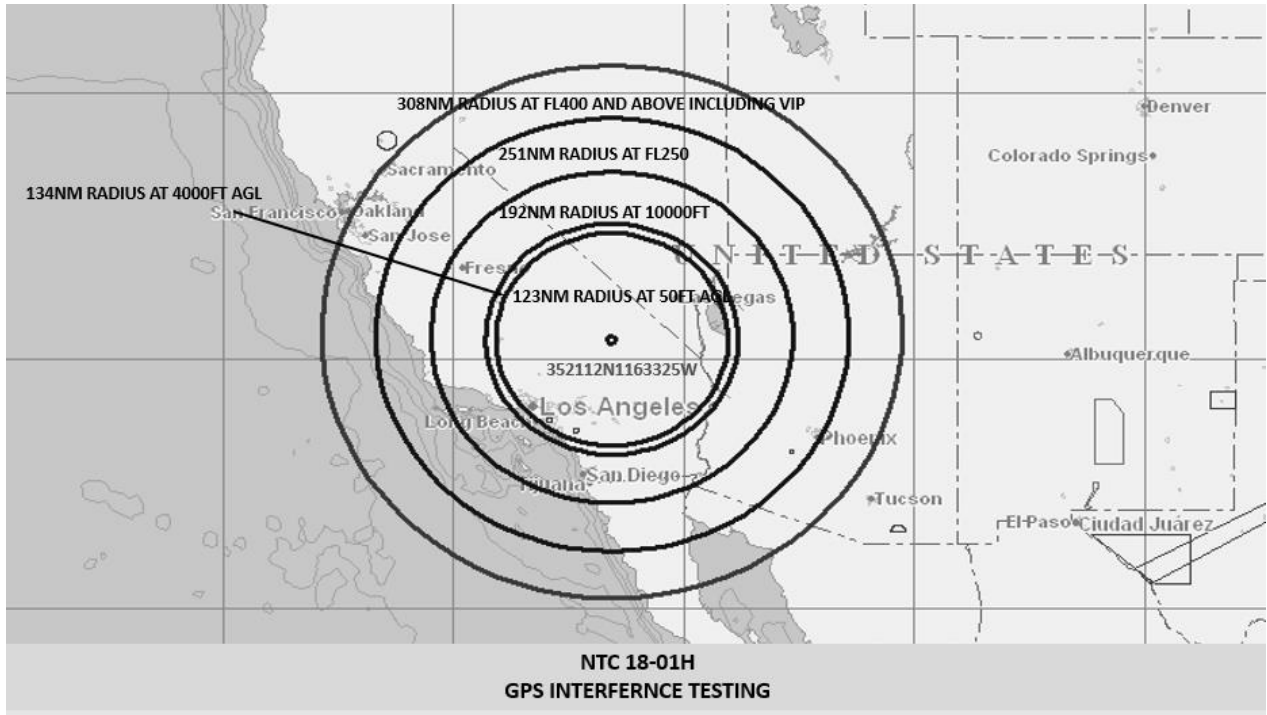 308NM RADIUS AT FL400 AND ABOVE INCLUDING VIP
Denver
251NM RADIUS AT FL250
Colorado Springs
Sacramento
134NM RADIUS AT 4000FT AGL
San Francisco
Oakland
192NM RADIUS AT 10000FT
San Jose
UNITED STATES
Fresno
123NM RADIUS AT 50FT AGL
Vegas
Albuquerque
352112N1163325W
Los Angeles
Long Beach
Phoenix
San Diego
Tijuana
Tucson
El Paso
Ciudad Juárez
NTC 18-01H
GPS INTERFERNCE TESTING